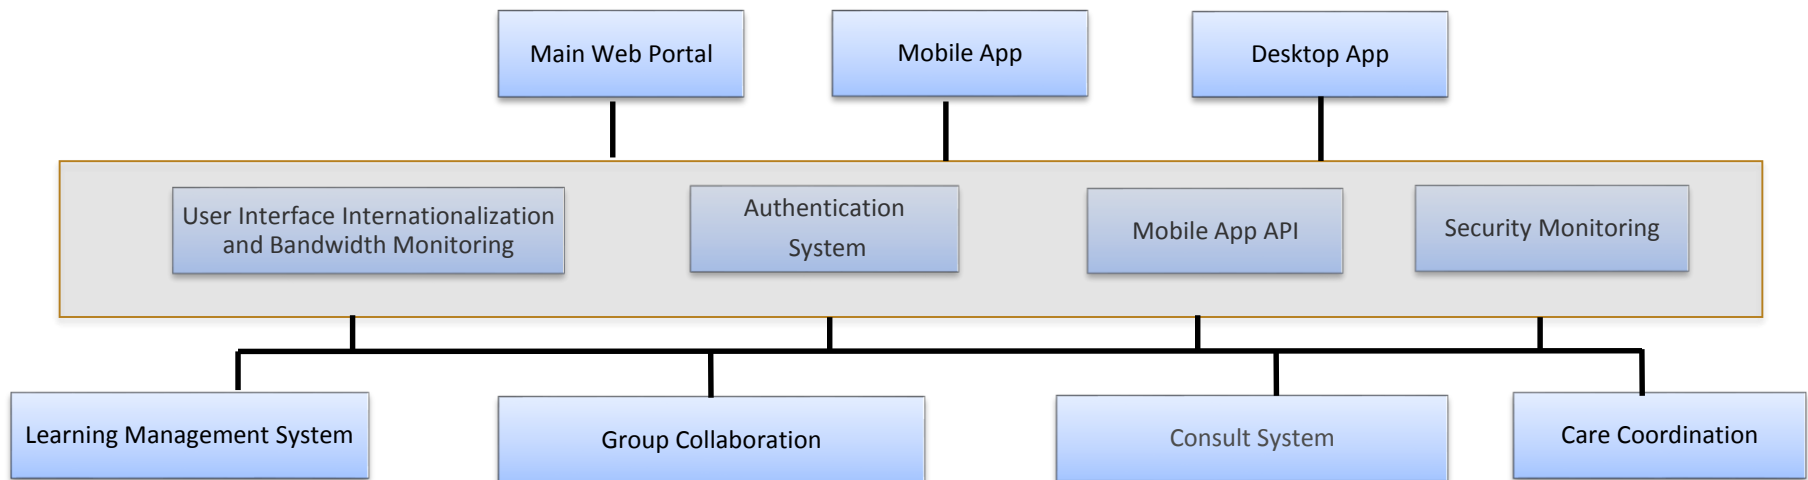 Main Web Portal
Mobile App
Desktop App
User Interface Internationalization
and Bandwidth Monitoring
Authentication
System
Mobile App API
Security Monitoring
Learning Management System
Group Collaboration
Consult System
Care Coordination